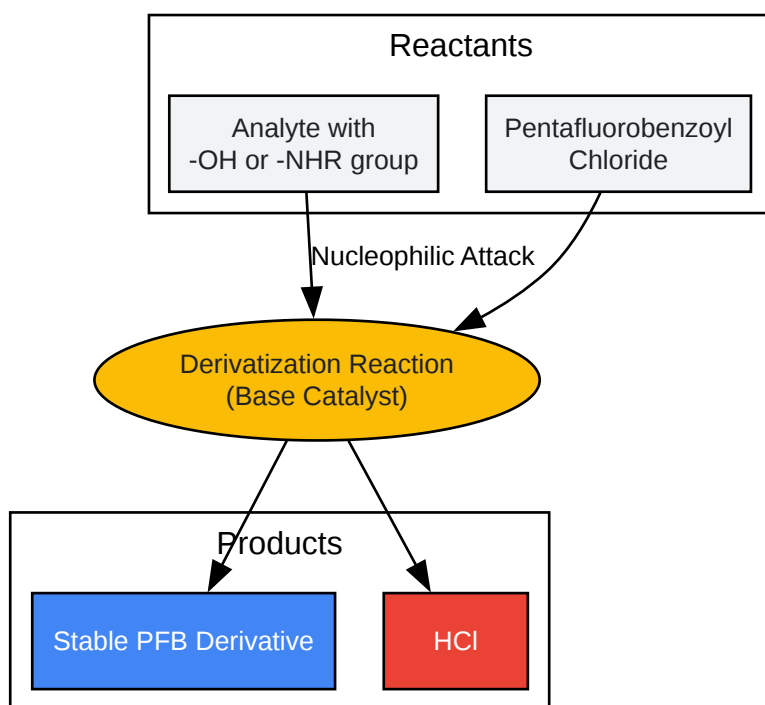 Reactants
Analyte with
-OH or -NHR group
Pentafluorobenzoyl
Chloride
Nucleophilic Attack
Derivatization Reaction
(Base Catalyst)
Products
Stable PFB Derivative
HCl